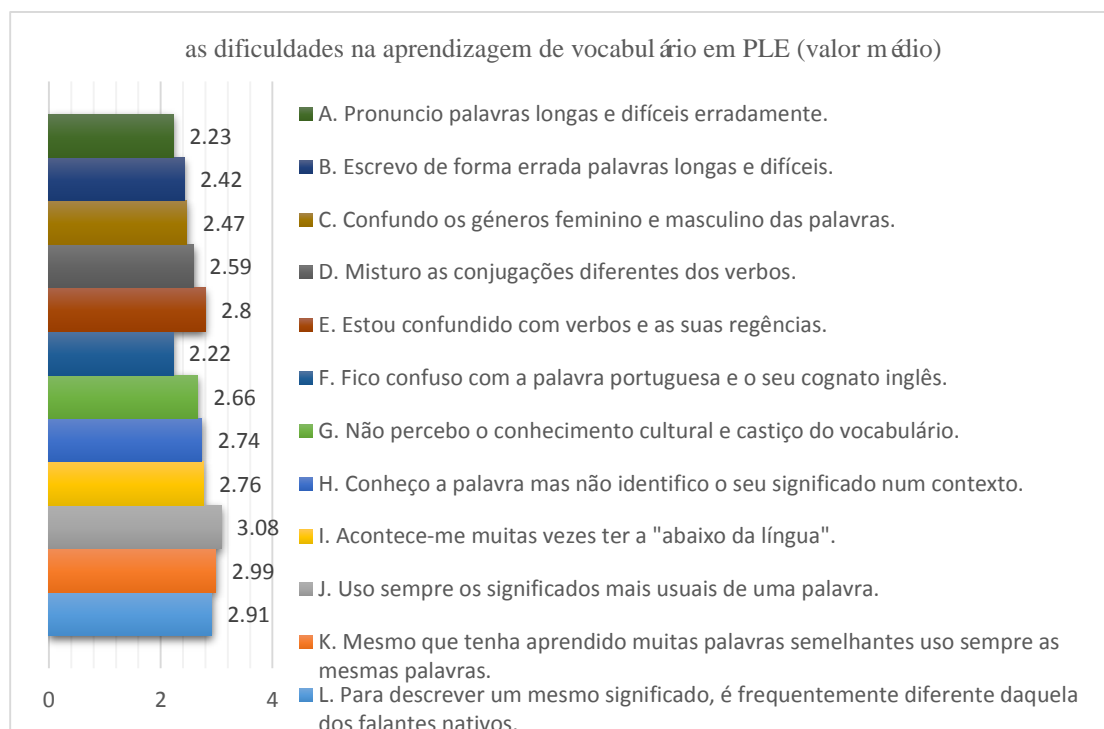 as dificuldades na aprendizagem de vocabulário em PLE (valor médio)
2.23
2.42
2.47
2.59
2.8
2.22
2.66
2.74
2.76
3.08
2.99
2.91
0 2 4
A. Pronuncio palavras longas e difíceis erradamente.
B. Escrevo de forma errada palavras longas e difíceis.
C. Confundo os géneros feminino e masculino das palavras.
D. Misturo as conjugações diferentes dos verbos.
E. Estou confundido com verbos e as suas regências.
F. Fico confuso com a palavra portuguesa e o seu cognato inglês.
G. Não percebo o conhecimento cultural e castiço do vocabulário.
H. Conheço a palavra mas não identifico o seu significado num contexto.
I. Acontece-me muitas vezes ter a "abaixo da língua".
J. Uso sempre os significados mais usuais de uma palavra.
K. Mesmo que tenha aprendido muitas palavras semelhantes uso sempre as
mesmas palavras.
L. Para descrever um mesmo significado, é frequentemente diferente daquela
dos falantes nativos.